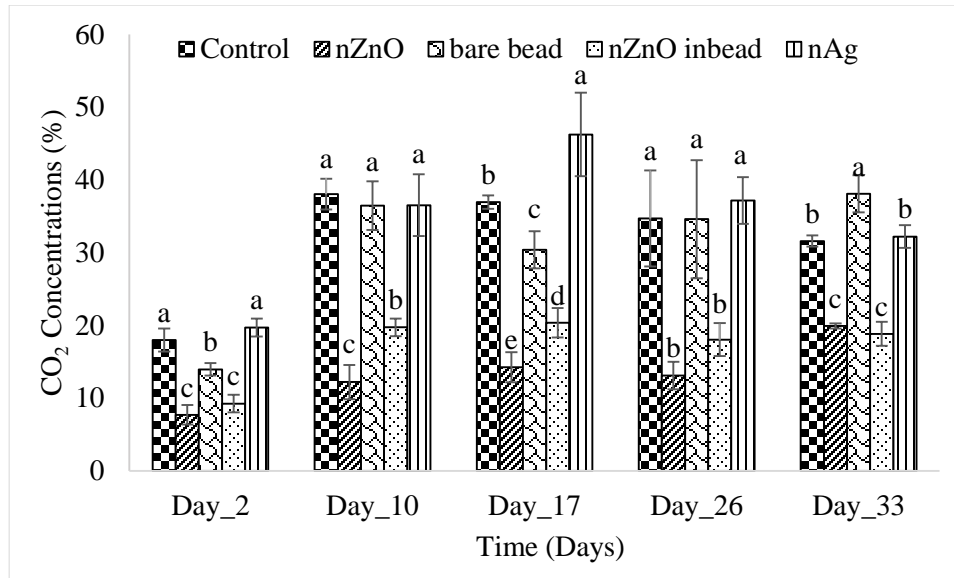 60
50
40
30
20
10
0
CO₂ Concentrations (%)
Control nZnO bare bead nZnO inbead nAg
a c b c a
a c a b a
b e c d a
a b a b a
b c a c b
Day_2 Day_10 Day_17 Day_26 Day_33
Time (Days)